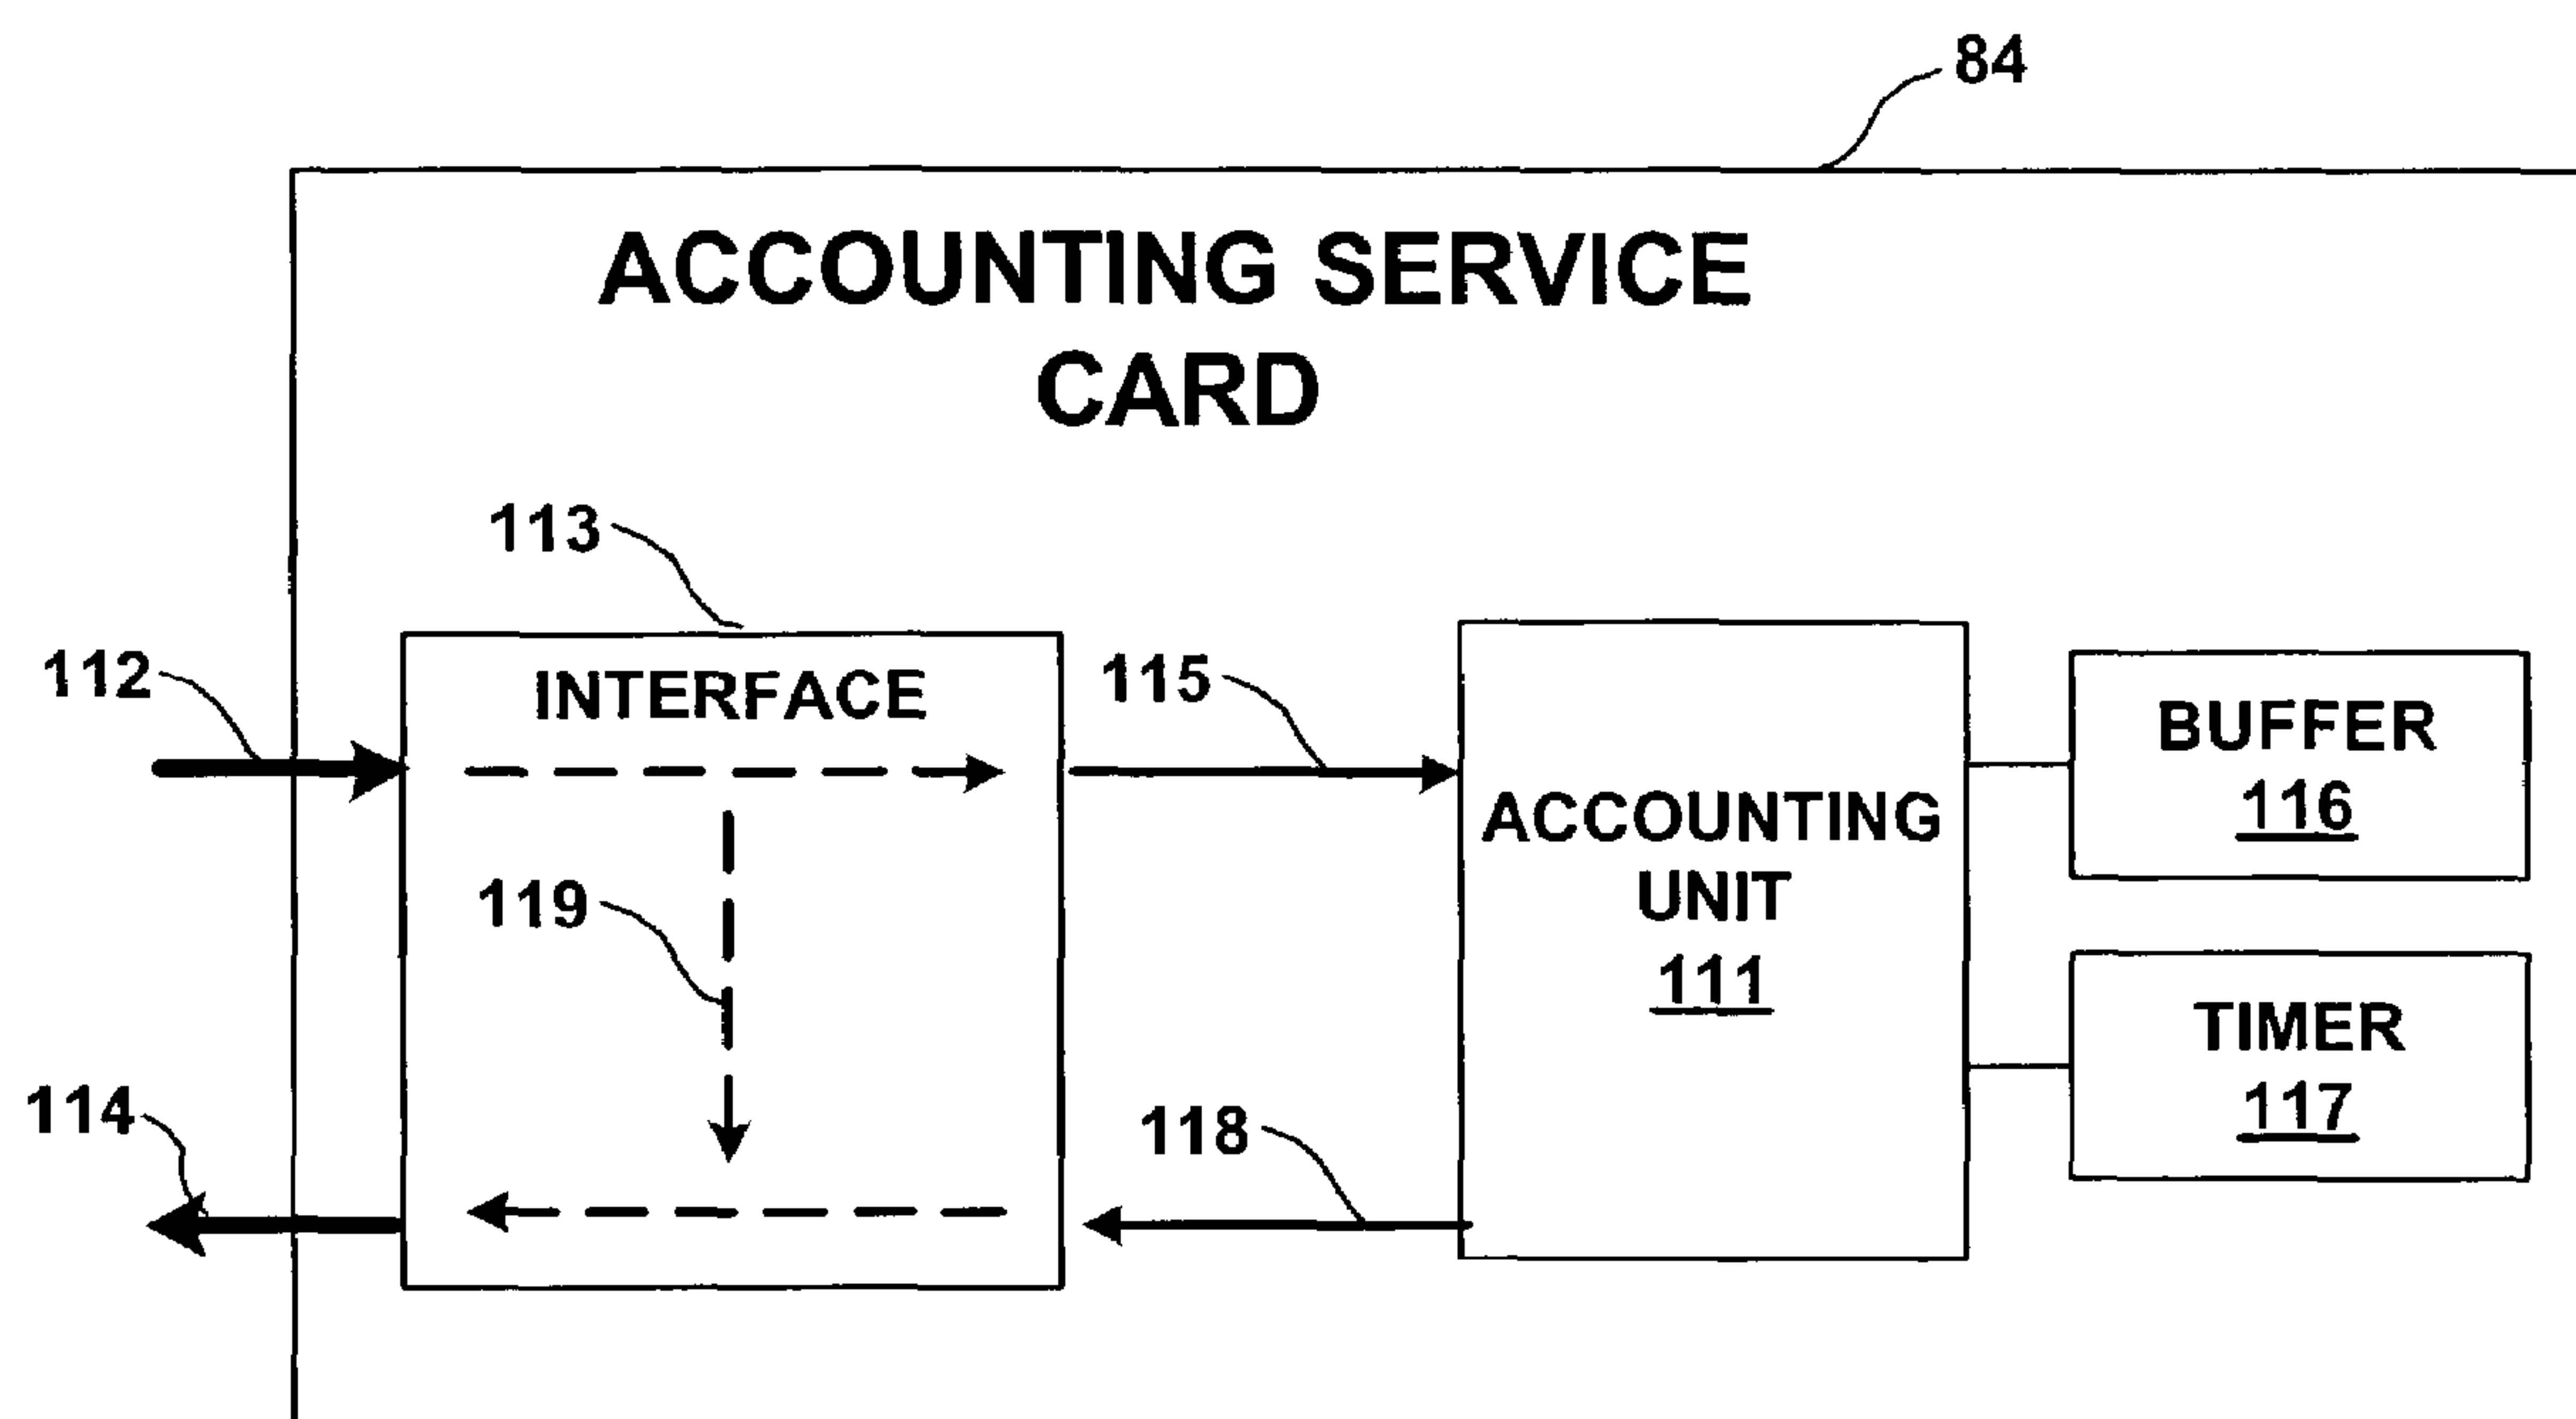 84
ACCOUNTING SERVICE
CARD
113
112
INTERFACE
115
BUFFER
116
ACCOUNTING
UNIT
111
119
TIMER
117
114
118